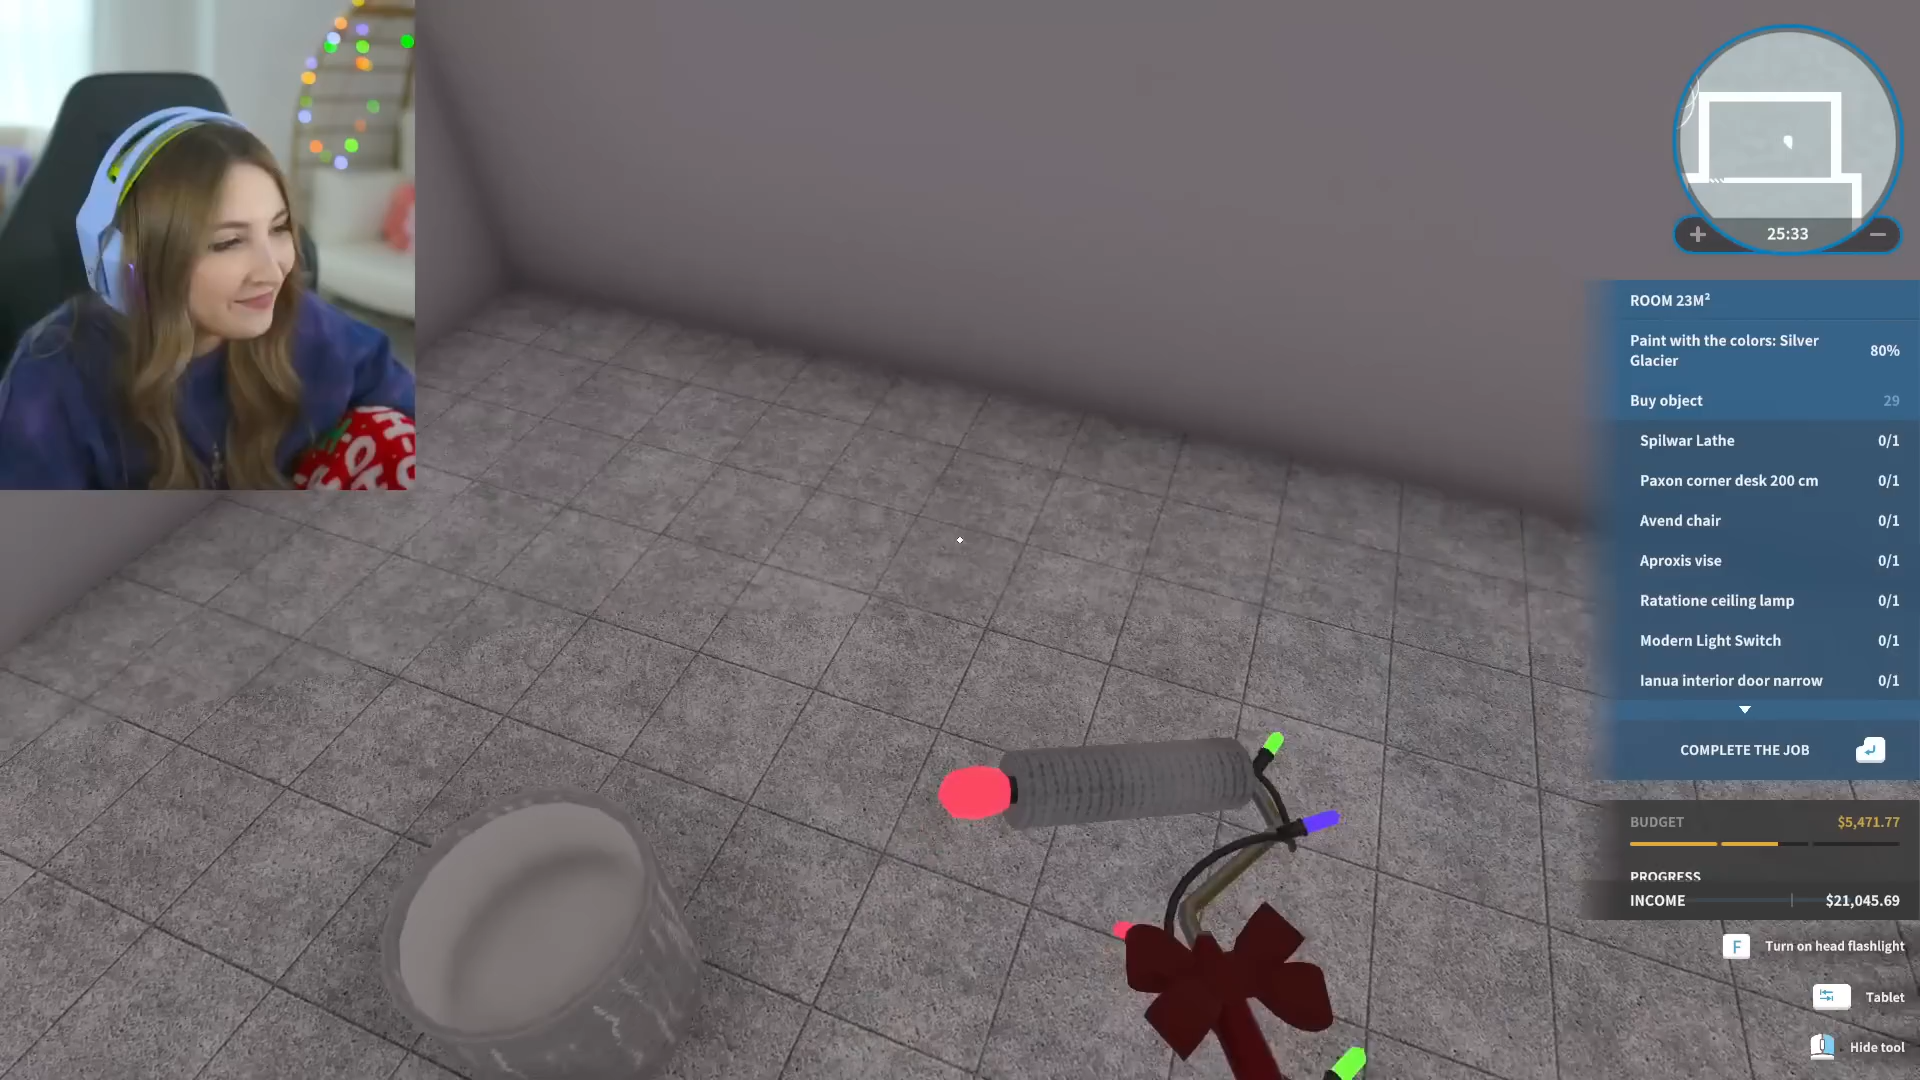 25:33
ROOM 23M²
Paint with the colors: Silver
Glacier 80%
Buy object 29
Spilwar Lathe 0/1
Paxon corner desk 200 cm 0/1
Avend chair 0/1
Aproxis vise 0/1
Ratatione ceiling lamp 0/1
Modern Light Switch 0/1
Ianua interior door narrow 0/1
COMPLETE THE JOB
BUDGET $5,471.77
PROGRESS
INCOME $21,045.69
F Turn on head flashlight
Tablet
Hide tool